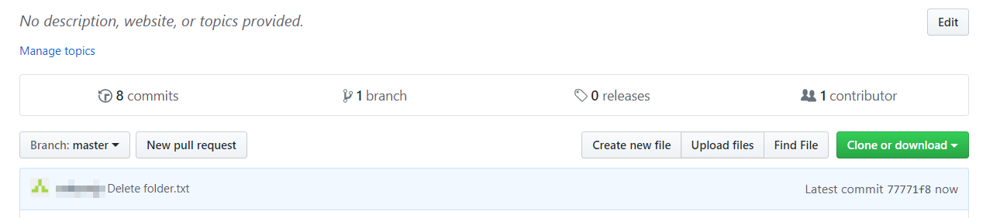 No description, website, or topics provided.
Edit
Manage topics
8 commits
1 branch
0 releases
1 contributor
Branch: master
New pull request
Create new file
Upload files
Find File
Clone or download
Delete folder.txt
Latest commit 77771f8 now